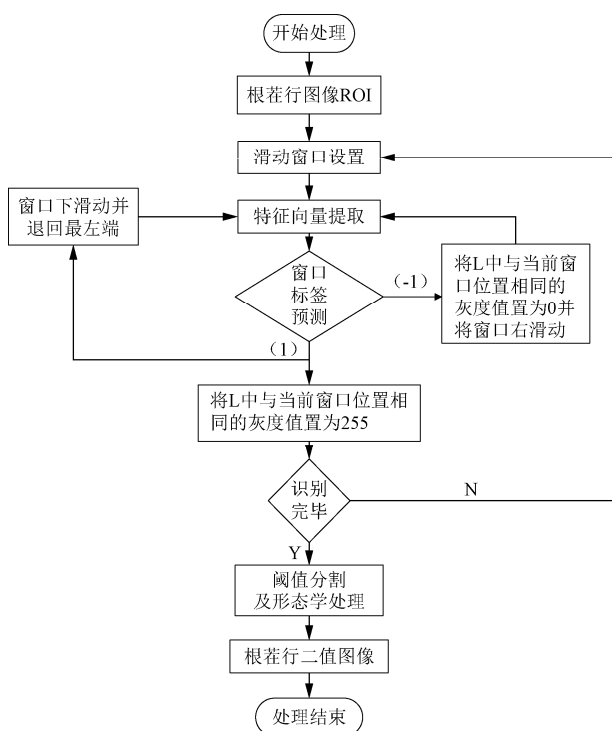 开始处理
根茬行图像ROI
滑动窗口设置
窗口下滑动并
退回最左端
特征向量提取
窗口
标签
预测
（-1）
将L中与当前窗
口位置相同的
灰度值置为0并
将窗口右滑动
（1）
将L中与当前窗口位置相
同的灰度值置为255
识别
完毕
N
Y
阈值分割
及形态学处理
根茬行二值图像
处理结束